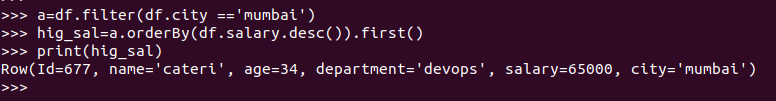 >>> a=df.filter(df.city =='mumbai')
>>> hig_sal=a.orderBy(df.salary.desc()).first()
>>> print(hig_sal)
Row(Id=677, name='cateri', age=34, department='devops', salary=65000, city='mumbai')
>>>